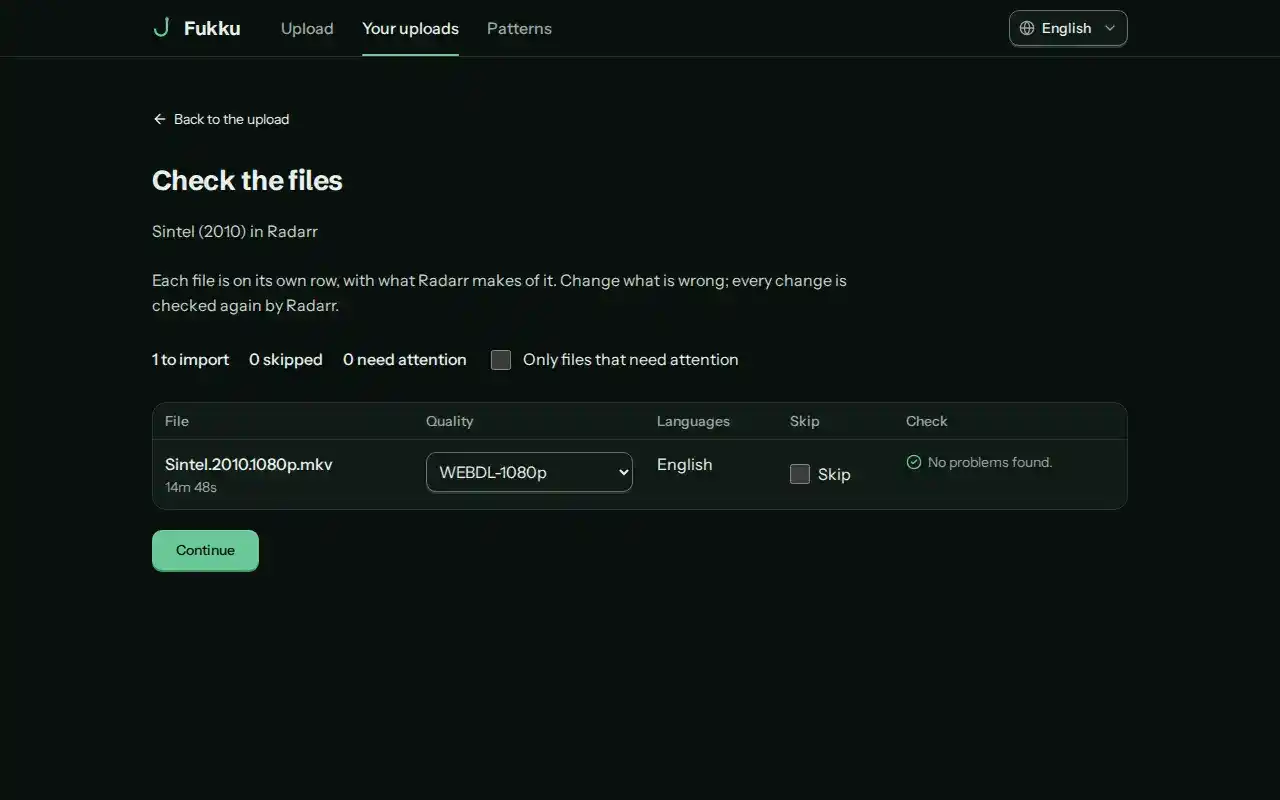 Fukku Upload Your uploads Patterns English
Back to the upload
Check the files
Sintel (2010) in Radarr
Each file is on its own row, with what Radarr makes of it. Change what is wrong; every change is
checked again by Radarr.
1 to import 0 skipped 0 need attention Only files that need attention
File Quality Languages Skip Check
Sintel.2010.1080p.mkv WEBDL-1080p English Skip No problems found.
14m 48s
Continue